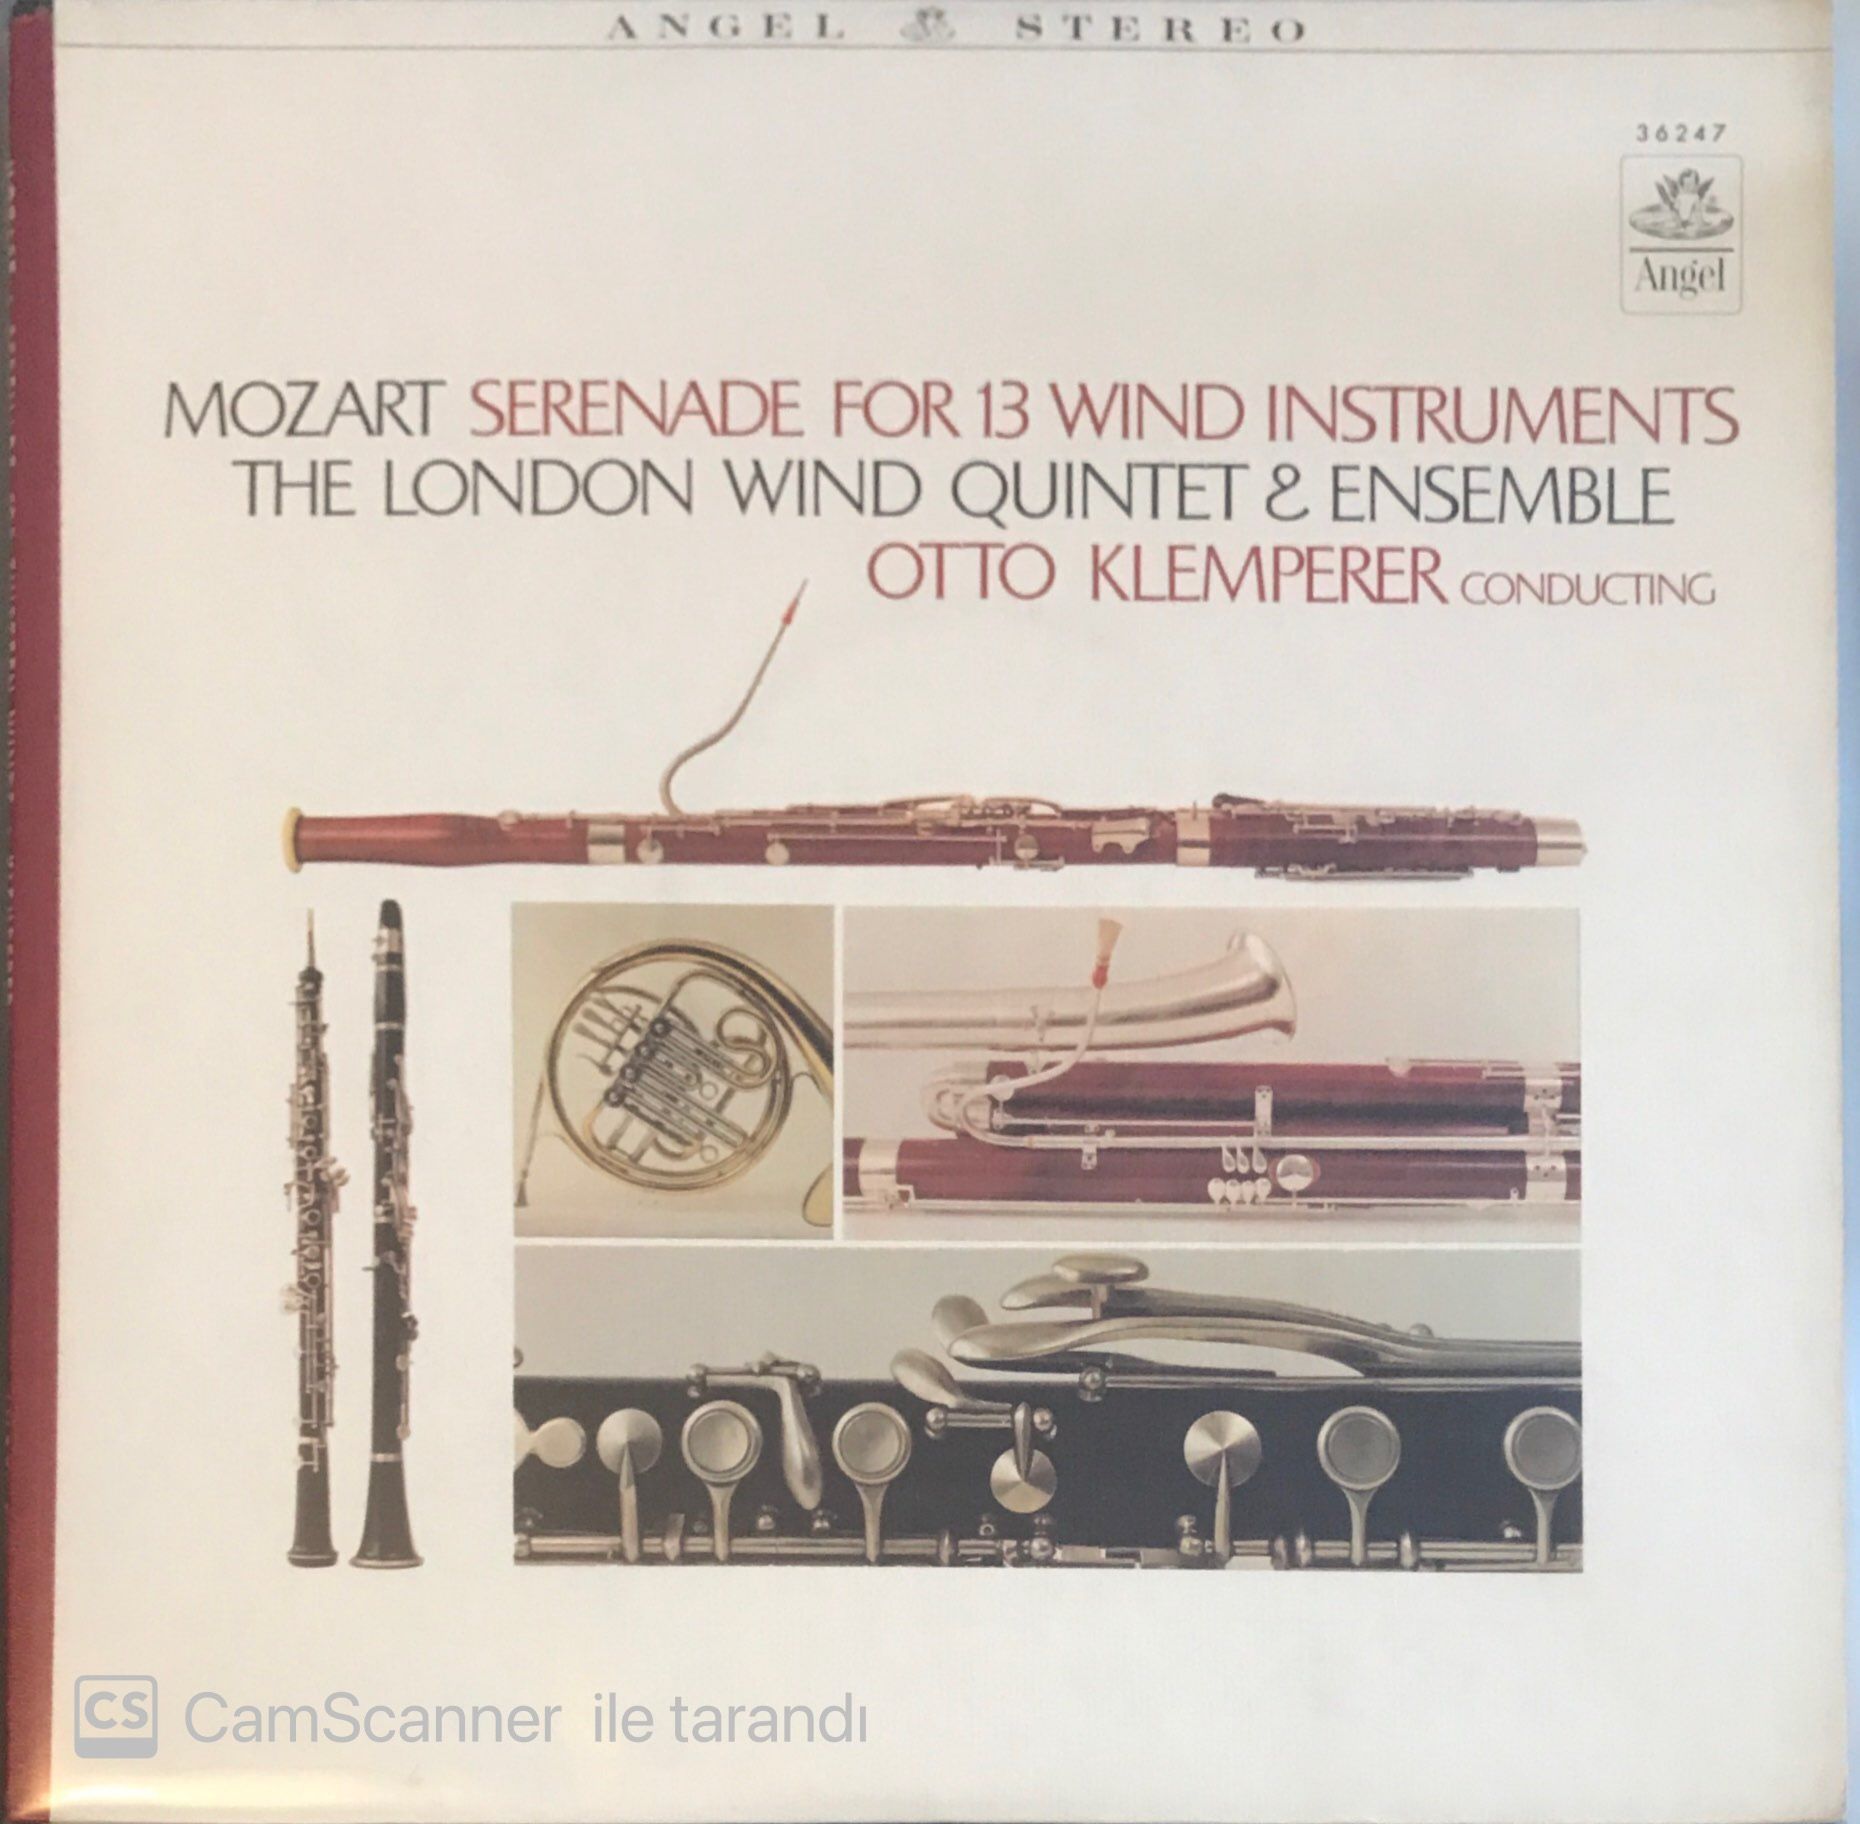 ANGEL STEREO
36247
Angel
MOZART SERENADE FOR 13 WIND INSTRUMENTS
THE LONDON WIND QUINTET & ENSEMBLE
OTTO KLEMPERER CONDUCTING
CS CamScanner ile tarandı